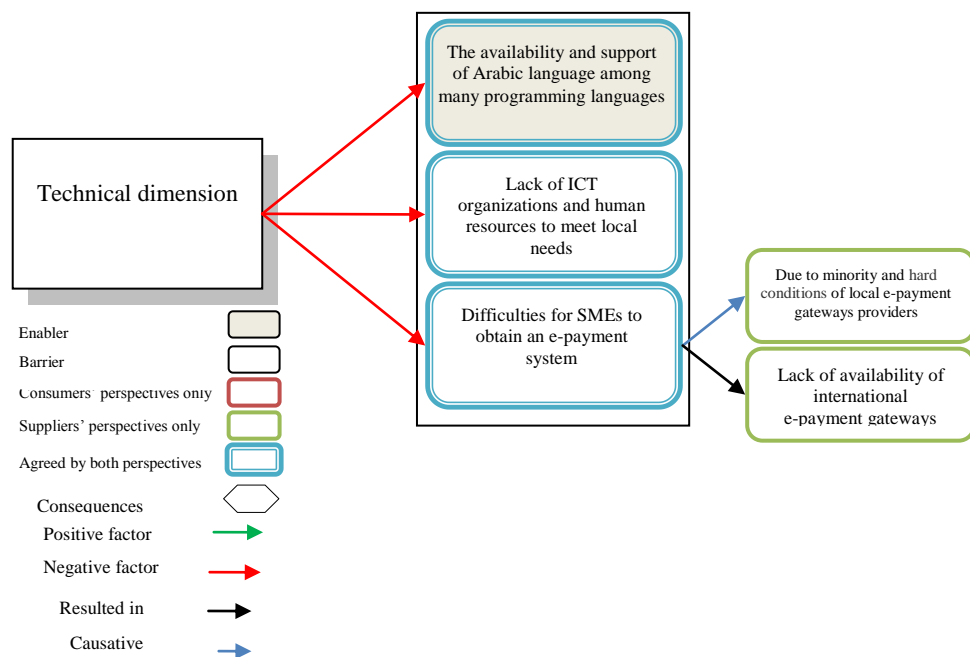 The availability and support
of Arabic language among
many programming languages
Technical dimension
Lack of ICT
organizations and human
resources to meet local
needs
Difficulties for SMEs to
obtain an e-payment
system
Due to minority and hard
conditions of local e-payment
gateways providers
Lack of availability of
international
e-payment gateways
Enabler
Barrier
Consumers' perspectives only
Suppliers' perspectives only
Agreed by both perspectives
Consequences
Positive factor
Negative factor
Resulted in
Causative